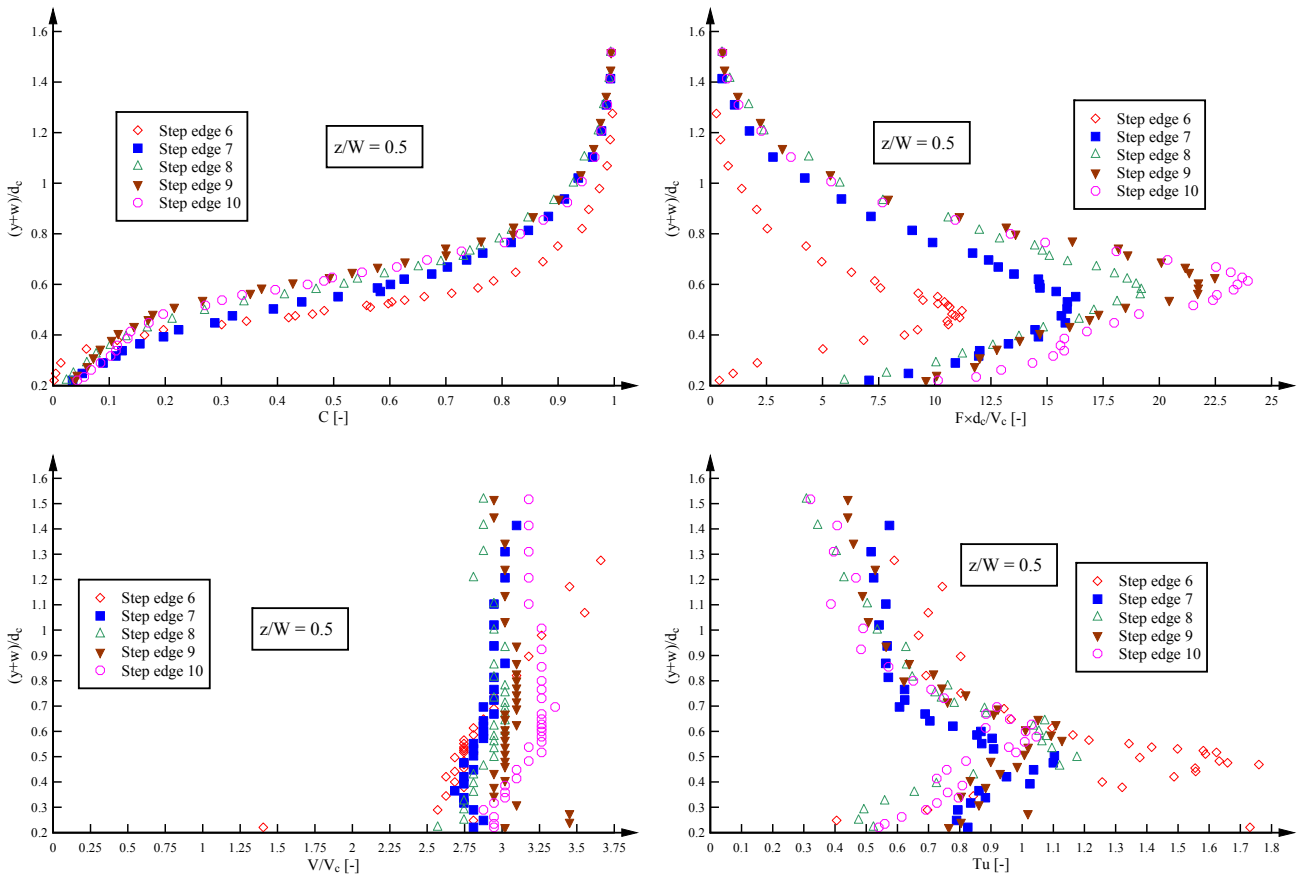 1.6
1.4
1.2
1
0.8
0.6
0.4
0.2
(y+w)/dc
0 0.1 0.2 0.3 0.4 0.5 0.6 0.7 0.8 0.9 1
C [-]
Step edge 6
Step edge 7
Step edge 8
Step edge 9
Step edge 10
z/W = 0.5
1.6
1.4
1.2
1
0.8
0.6
0.4
0.2
(y+w)/dc
0 2.5 5 7.5 10 12.5 15 17.5 20 22.5 25
F×dc/Vc [-]
z/W = 0.5
Step edge 6
Step edge 7
Step edge 8
Step edge 9
Step edge 10
1.6
1.5
1.4
1.3
1.2
1.1
1
0.9
0.8
0.7
0.6
0.5
0.4
0.3
0.2
(y+w)/dc
0 0.25 0.5 0.75 1 1.25 1.5 1.75 2 2.25 2.5 2.75 3 3.25 3.5 3.75
V/Vc [-]
Step edge 6
Step edge 7
Step edge 8
Step edge 9
Step edge 10
z/W = 0.5
1.6
1.5
1.4
1.3
1.2
1.1
1
0.9
0.8
0.7
0.6
0.5
0.4
0.3
0.2
(y+w)/dc
0 0.1 0.2 0.3 0.4 0.5 0.6 0.7 0.8 0.9 1 1.1 1.2 1.3 1.4 1.5 1.6 1.7 1.8
Tu [-]
z/W = 0.5
Step edge 6
Step edge 7
Step edge 8
Step edge 9
Step edge 10